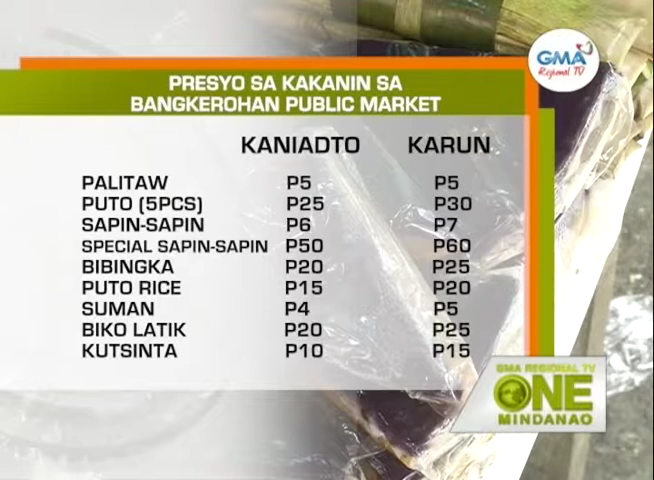 PRESYO SA KAKANIN SA
BANGKEROHAN PUBLIC MARKET
GMA
Regional TV
KANIADTO KARUN
PALITAW P5 P5
PUTO (5PCS) P25 P30
SAPIN-SAPIN P6 P7
SPECIAL SAPIN-SAPIN P50 P60
BIBINGKA P20 P25
PUTO RICE P15 P20
SUMAN P4 P5
BIKO LATIK P20 P25
KUTSINTA P10 P15
GMA REGIONAL TV
ONE
MINDANAO